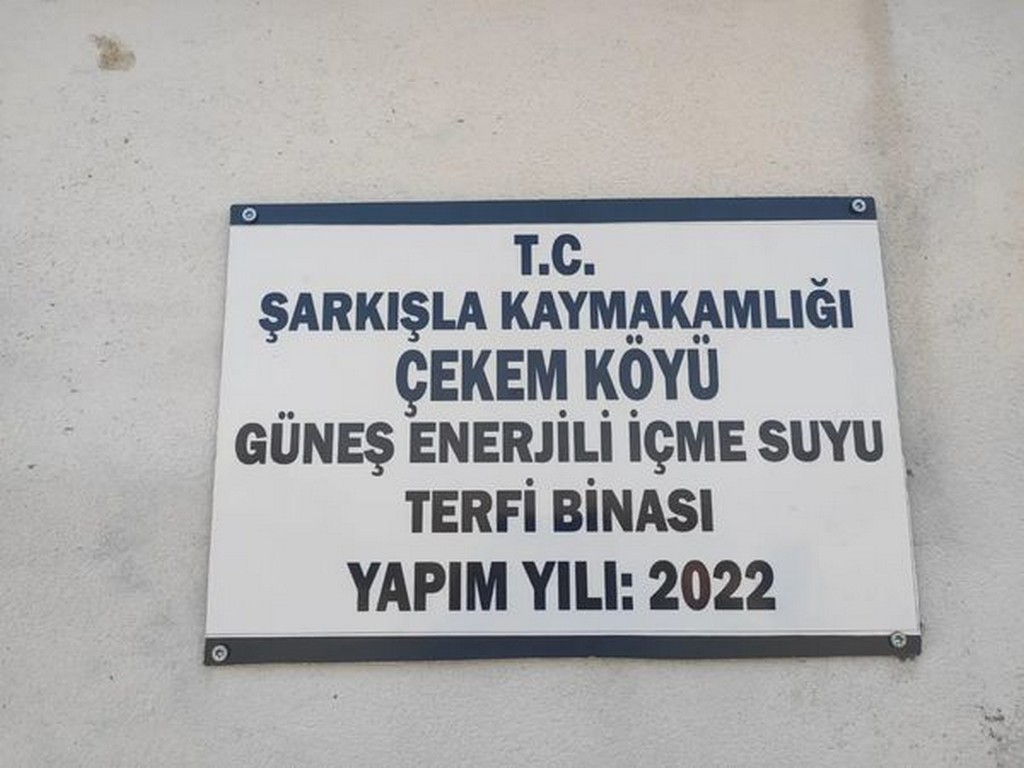 T.C.
ŞARKIŞLA KAYMAKAMLIĞI
ÇEKEM KÖYÜ
GÜNEŞ ENERJİLİ İÇME SUYU
TERFİ BİNASI
YAPIM YILI: 2022